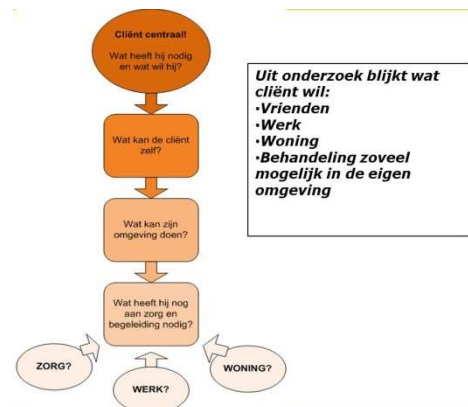 Cliënt centraal!
Wat heeft hij nodig
en wat wil hij?
Wat kan de cliënt
zelf?
Wat kan zijn
omgeving doen?
Wat heeft hij nog
aan zorg en
begeleiding nodig?
ZORG?
WERK?
WONING?
Uit onderzoek blijkt wat
cliënt wil:
•Vrienden
•Werk
•Woning
•Behandeling zoveel
mogelijk in de eigen
omgeving